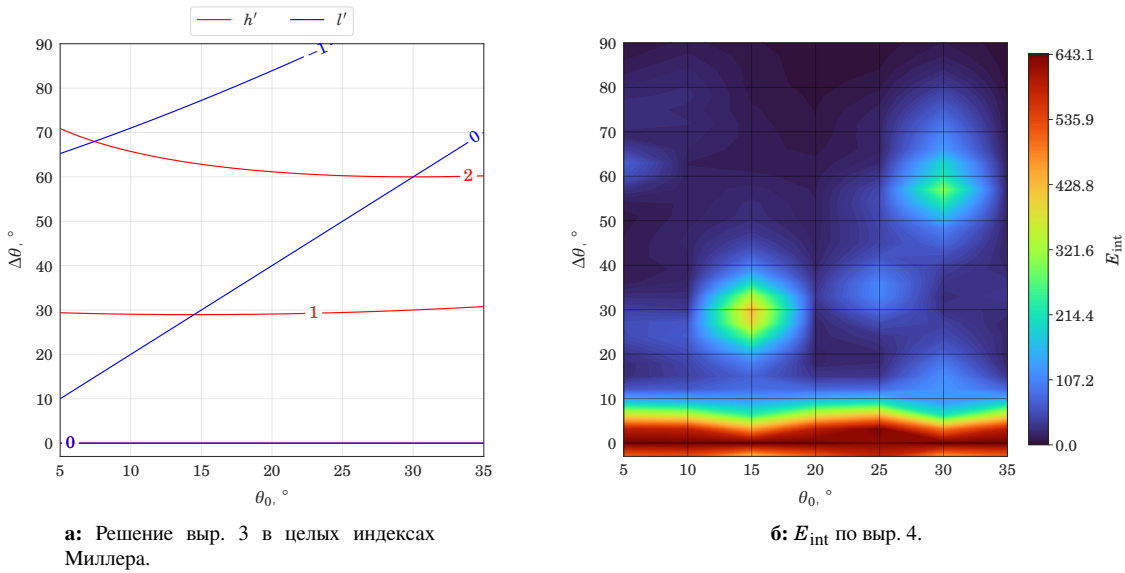 h′ l′
90
80
70
60
50
40
30
20
10
0
Δθ, °
-1
0
2
1
0
5 10 15 20 25 30 35
θ₀, °
а: Решение выр. 3 в целых индексах
Миллера.
90
80
70
60
50
40
30
20
10
0
Δθ, °
5 10 15 20 25 30 35
θ₀, °
643.1
535.9
428.8
321.6
214.4
107.2
0.0
E_int
б: E_int по выр. 4.